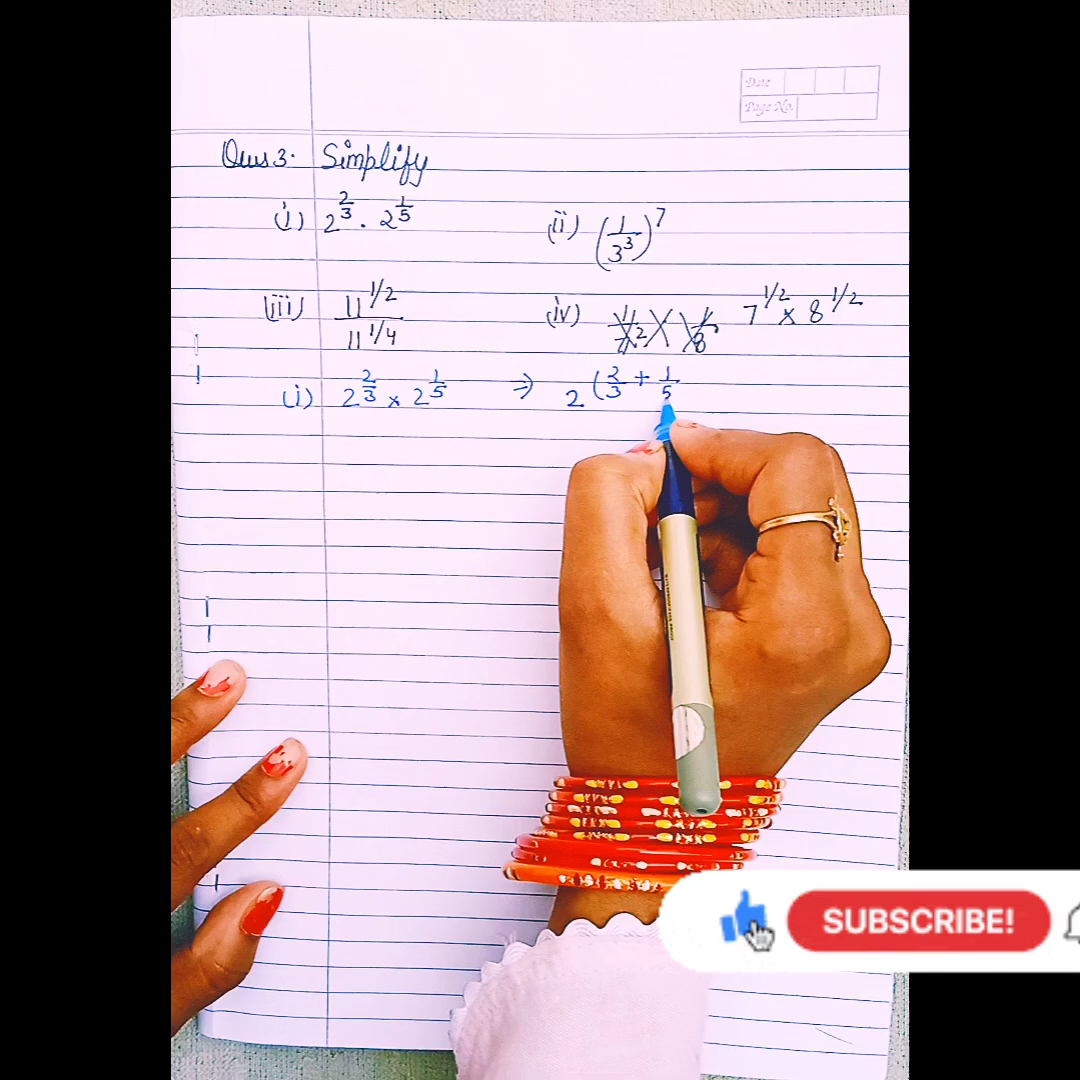 Date
Page No.
Ques 3. Simplify
(i) 2^{2/3} . 2^{1/5} (ii) (1/3^3)^7
(iii) 11^{1/2} / 11^{1/4} (iv) 7^{1/2} × 8^{1/2}
(i) 2^{2/3} × 2^{1/5} ⇒ 2^{(2/3 + 1/5}
SUBSCRIBE!